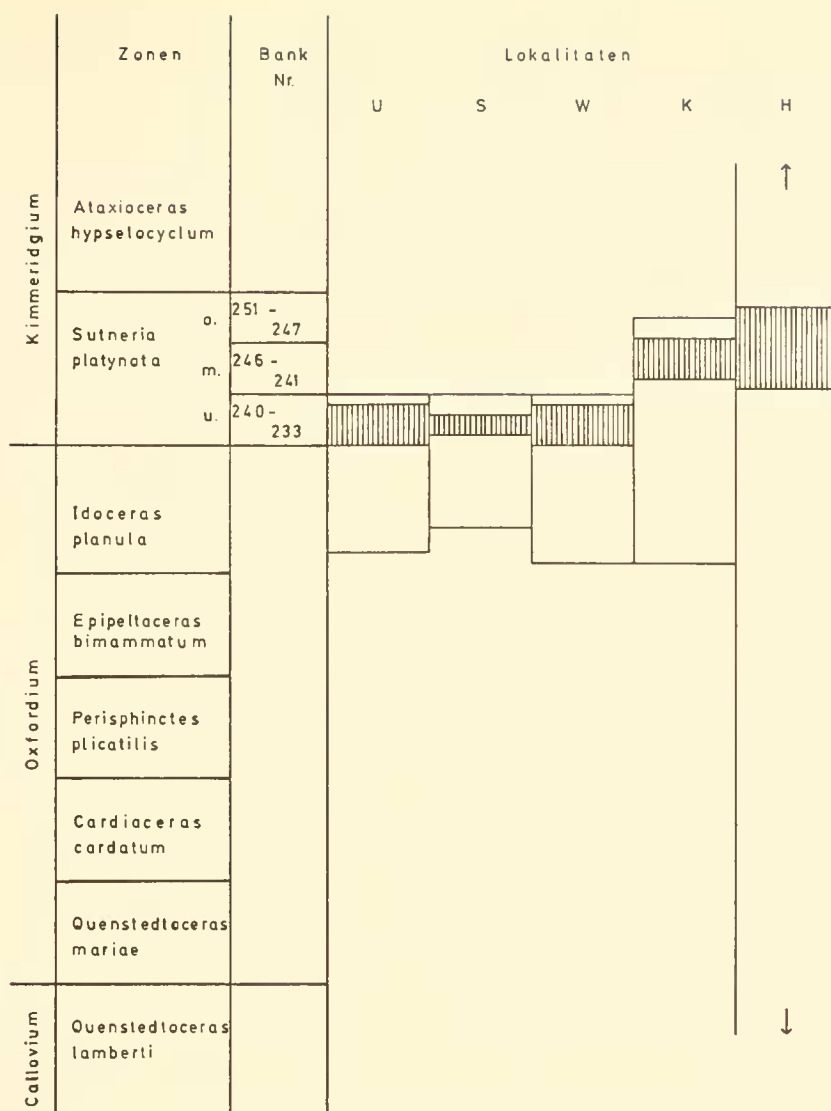 Zonen
Bank
Nr.
Lokalitaten
U S W K H
Kimmeridgium
Ataxioceras
hypselocyclum
Sutneria
platynota
o.
251 -
247
m.
246 -
241
u.
240 -
233
Oxfordium
Idoceras
planula
Epipeltaceras
bimammatum
Perisphinctes
plicatilis
Cardiaceras
cardatum
Quenstedtoceras
mariae
Callovium
Quenstedtoceras
lamberti